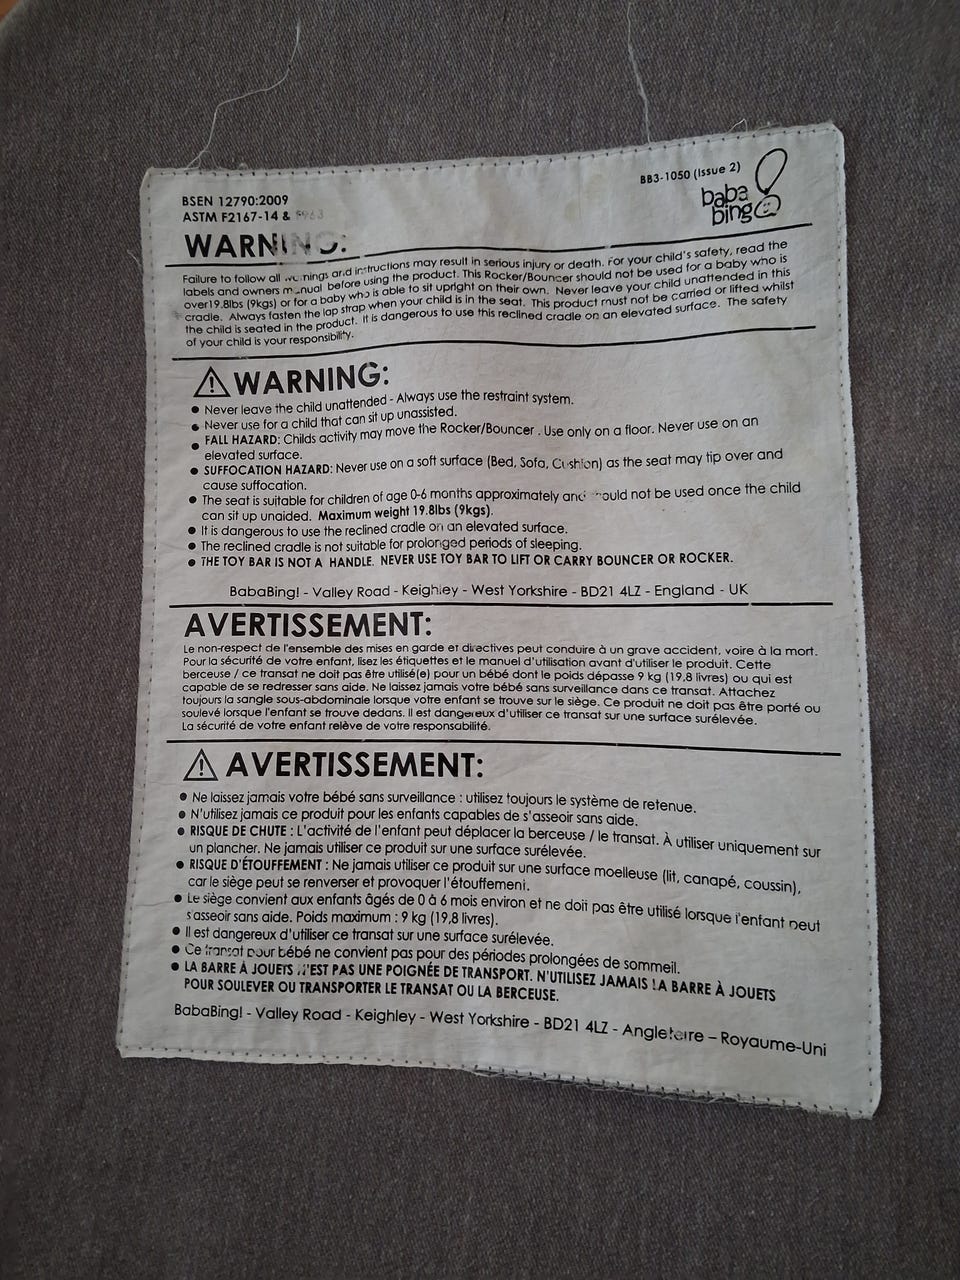 BB3-1050 (Issue 2)
baba
bing
BSEN 12790:2009
ASTM F2167-14 &
WARNING:
Failure to follow all warnings and instructions may result in serious injury or death. For your child's safety, read the
labels and owners manual before using the product. This Rocker/Bouncer should not be used for a baby who is
over19.8lbs (9kgs) or for a baby who is able to sit upright on their own. Never leave your child unattended in this
cradle. Always fasten the lap strap when your child is in the seat. This product must not be carried or lifted whilst
the child is seated in the product. It is dangerous to use this reclined cradle on an elevated surface. The safety
of your child is your responsibility.
WARNING:
● Never leave the child unattended - Always use the restraint system.
● Never use for a child that can sit up unassisted.
● FALL HAZARD: Childs activity may move the Rocker/Bouncer . Use only on a floor. Never use on an
elevated surface.
● SUFFOCATION HAZARD: Never use on a soft surface (Bed, Sofa, Cushion) as the seat may tip over and
cause suffocation.
● The seat is suitable for children of age 0-6 months approximately and should not be used once the child
can sit up unaided. Maximum weight 19.8lbs (9kgs).
● It is dangerous to use the reclined cradle on an elevated surface.
● The reclined cradle is not suitable for prolonged periods of sleeping.
● THE TOY BAR IS NOT A HANDLE. NEVER USE TOY BAR TO LIFT OR CARRY BOUNCER OR ROCKER.
BabaBing! - Valley Road - Keighley - West Yorkshire - BD21 4LZ - England - UK
AVERTISSEMENT:
Le non-respect de l'ensemble des mises en garde et directives peut conduire à un grave accident, voire à la mort.
Pour la sécurité de votre enfant, lisez les étiquettes et le manuel d'utilisation avant d'utiliser le produit. Cette
berceuse / ce transat ne doit pas être utilisé(e) pour un bébé dont le poids dépasse 9 kg (19,8 livres) ou qui est
capable de se redresser sans aide. Ne laissez jamais votre bébé sans surveillance dans ce transat. Attachez
toujours la sangle sous-abdominale lorsque votre enfant se trouve sur le siège. Ce produit ne doit pas être porté ou
soulevé lorsque l'enfant se trouve dedans. Il est dangereux d'utiliser ce transat sur une surface surélevée.
La sécurité de votre enfant relève de votre responsabilité.
AVERTISSEMENT:
● Ne laissez jamais votre bébé sans surveillance : utilisez toujours le système de retenue.
● N'utilisez jamais ce produit pour les enfants capables de s'asseoir sans aide.
● RISQUE DE CHUTE : L'activité de l'enfant peut déplacer la berceuse / le transat. À utiliser uniquement sur
un plancher. Ne jamais utiliser ce produit sur une surface surélevée.
● RISQUE D'ÉTOUFFEMENT : Ne jamais utiliser ce produit sur une surface moelleuse (lit, canapé, coussin),
car le siège peut se renverser et provoquer l'étouffement.
● Le siège convient aux enfants âgés de 0 à 6 mois environ et ne doit pas être utilisé lorsque l'enfant peut
s'asseoir sans aide. Poids maximum : 9 kg (19,8 livres).
● Il est dangereux d'utiliser ce transat sur une surface surélevée.
● Ce transat pour bébé ne convient pas pour des périodes prolongées de sommeil.
● LA BARRE À JOUETS N'EST PAS UNE POIGNÉE DE TRANSPORT. N'UTILISEZ JAMAIS LA BARRE À JOUETS
POUR SOULEVER OU TRANSPORTER LE TRANSAT OU LA BERCEUSE.
BabaBing! - Valley Road - Keighley - West Yorkshire - BD21 4LZ - Angleterre – Royaume-Uni